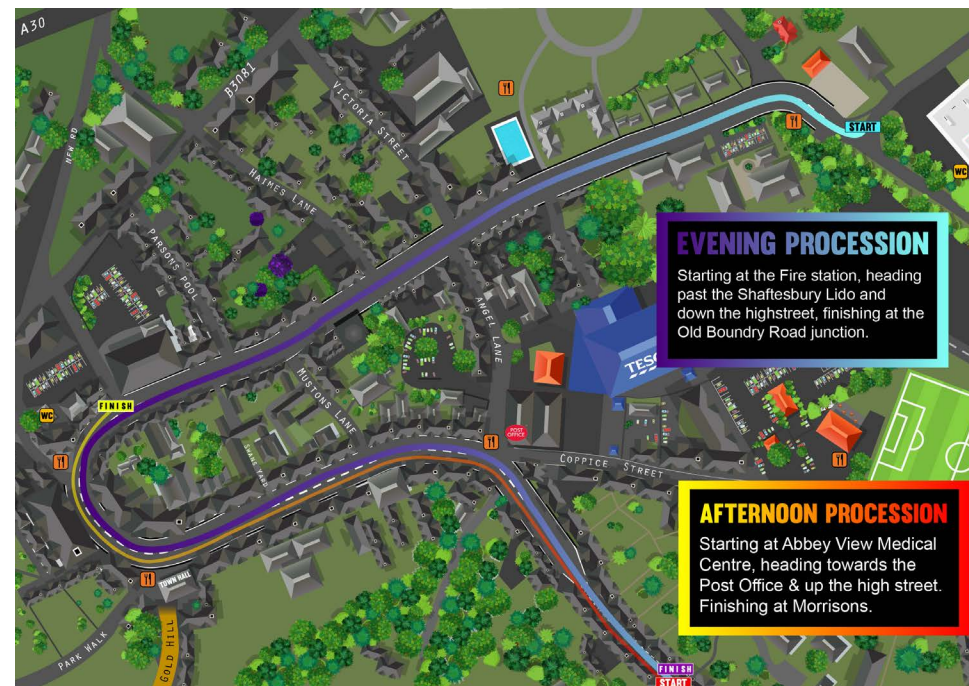 A30
B3081
VICTORIA STREET
NEW RD
HAIMES LANE
PARSONS POOL
START
WC
EVENING PROCESSION
Starting at the Fire station, heading
past the Shaftesbury Lido and
down the highstreet, finishing at the
Old Boundry Road junction.
ANGEL LANE
TESC
MUSTONS LANE
FINISH
WC
POST
OFFICE
COPPICE STREET
SWANS YARD
AFTERNOON PROCESSION
Starting at Abbey View Medical
Centre, heading towards the
Post Office & up the high street.
Finishing at Morrisons.
TOWN HALL
GOLD HILL
PARK WALK
FINISH
START